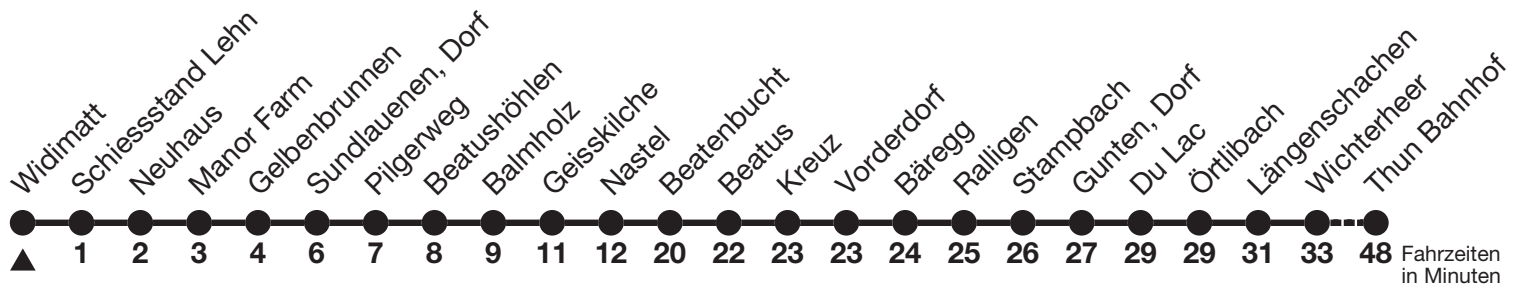 Widimatt
Schiessstand Lehn
Neuhaus
Manor Farm
Gelbenbrunnen
Sundlauenen, Dorf
Pilgerweg
Beatushöhlen
Balmholz
Geisskilche
Nastel
Beatenbucht
Beatus
Kreuz
Vorderdorf
Bäregg
Ralligen
Stampbach
Gunten, Dorf
Du Lac
Örtlibach
Längenschachen
Wichterheer
Thun Bahnhof
1 2 3 4 6 7 8 9 11 12 20 22 23 23 24 25 26 27 29 29 31 33 48 Fahrzeiten
in Minuten